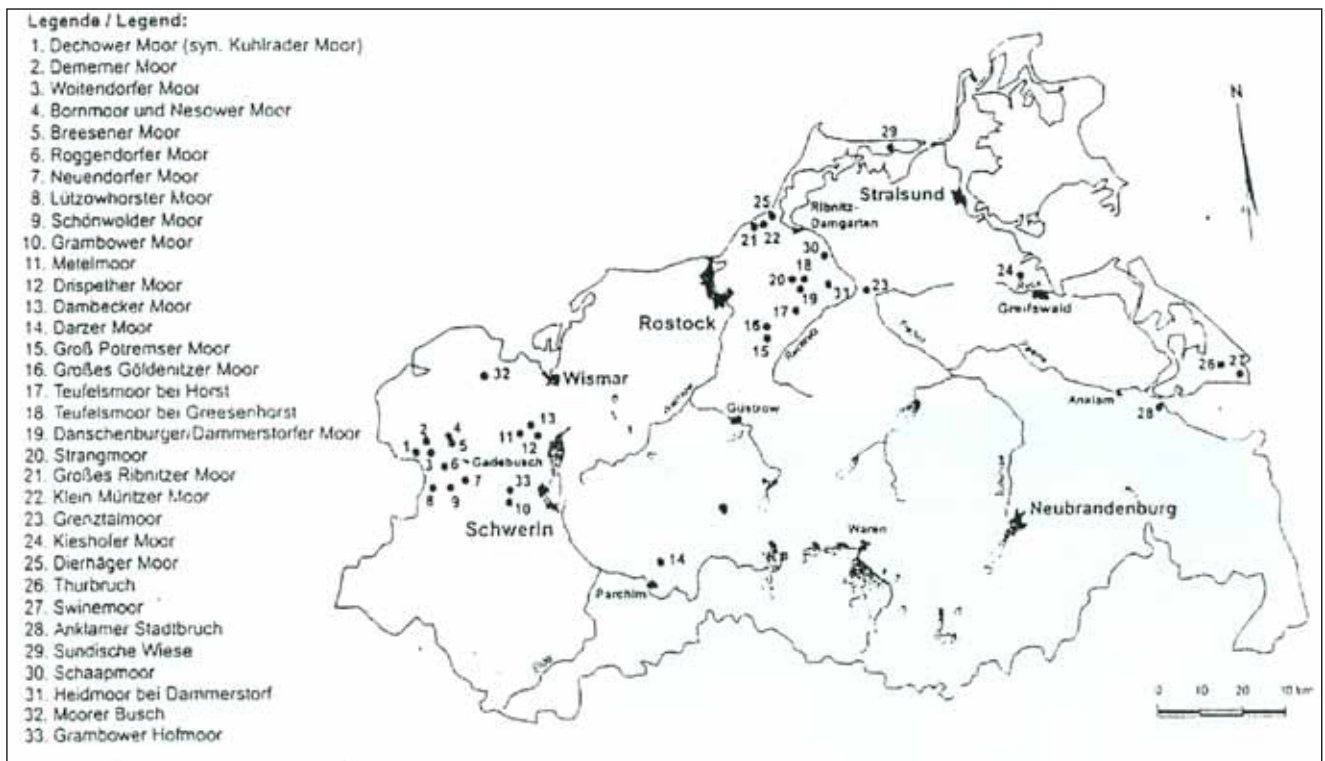 Legende / Legend:
1. Dechower Moor (syn. Kuhlrader Moor)
2. Demerner Moor
3. Woitendorfer Moor
4. Bornmoor und Nesower Moor
5. Breesener Moor
6. Roggendorfer Moor
7. Neuendorfer Moor
8. Lützowhorster Moor
9. Schönwolder Moor
10. Grambower Moor
11. Metelmoor
12. Drispether Moor
13. Dambecker Moor
14. Darzer Moor
15. Groß Potremser Moor
16. Großes Göldenitzer Moor
17. Teufelsmoor bei Horst
18. Teufelsmoor bei Greesenhorst
19. Dänschenburger/Dammerstorfer Moor
20. Strangmoor
21. Großes Ribnitzer Moor
22. Klein Müritzer Moor
23. Grenztalmoor
24. Kieshofer Moor
25. Dierhäger Moor
26. Thurbruch
27. Swinemoor
28. Anklamer Stadtbruch
29. Sundische Wiese
30. Schaapmoor
31. Heidmoor bei Dammerstorf
32. Moorer Busch
33. Grambower Hofmoor
N
29
Stralsund
25
Ribnitz-
Damgarten
21 22
30
20 18
19
31
23
24
Ryck
Greifswald
Rostock
17
16
15
Recknitz
26 27
Anklam
28
32
Wismar
Güstrow
13
11
12
2 4
5
1
3 6
Gadebusch
7
8 9
33
10
Schwerin
Neubrandenburg
Waren
14
Parchim
Elde
0 10 20 10 km